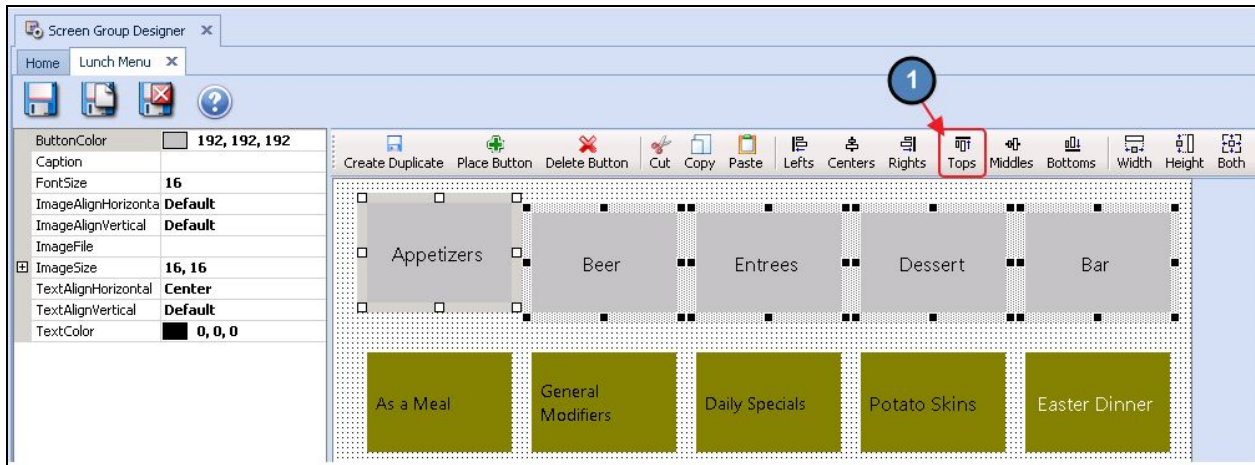 Screen Group Designer
Home Lunch Menu
1
ButtonColor 192, 192, 192
Caption
FontSize 16
ImageAlignHorizonta Default
ImageAlignVertical Default
ImageFile
ImageSize 16, 16
TextAlignHorizontal Center
TextAlignVertical Default
TextColor 0, 0, 0
Create Duplicate Place Button Delete Button Cut Copy Paste Lefts Centers Rights Tops Middles Bottoms Width Height Both
Appetizers Beer Entrees Dessert Bar
As a Meal
General
Modifiers
Daily Specials
Potato Skins
Easter Dinner